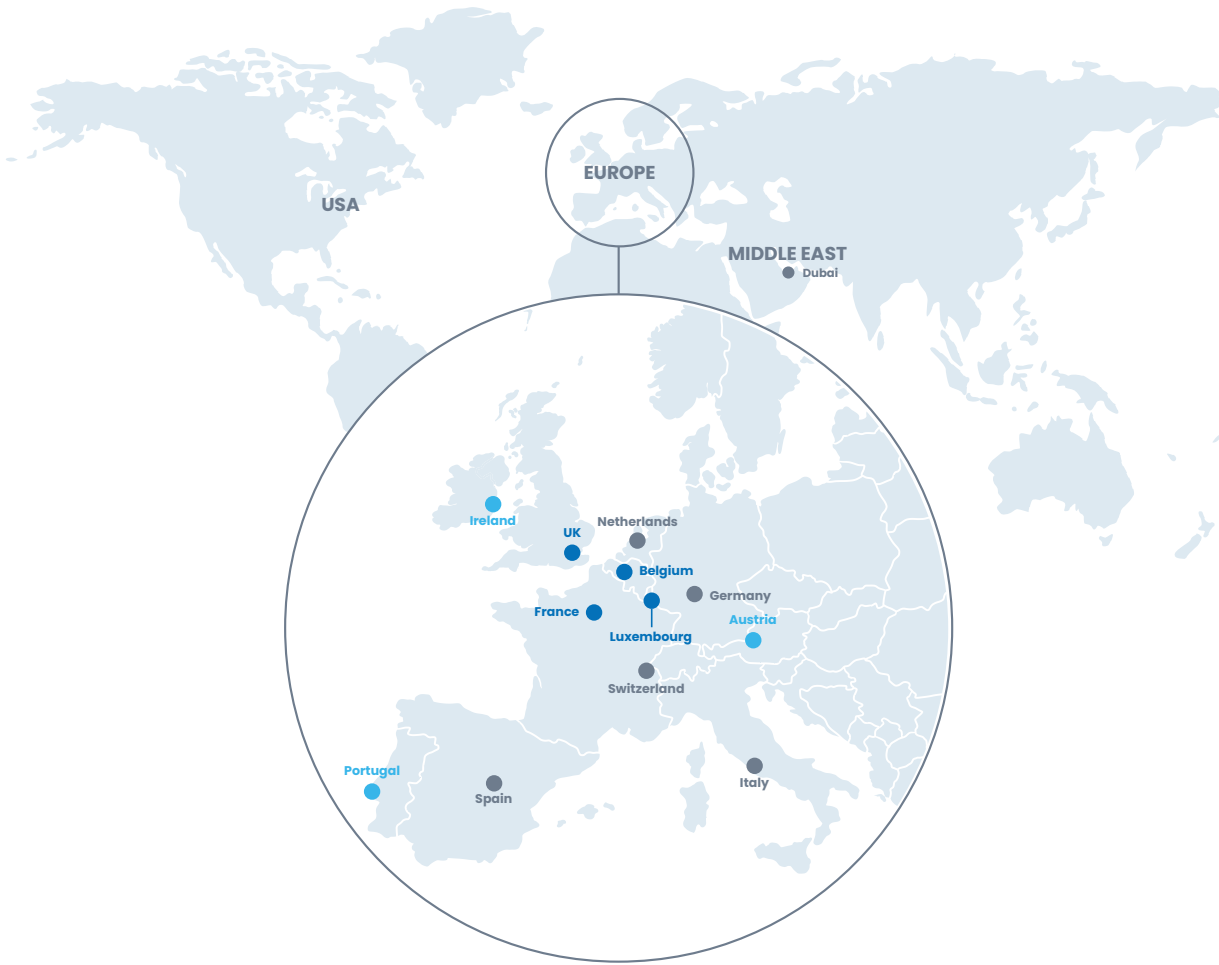 EUROPE
USA
MIDDLE EAST
Dubai
Ireland
Netherlands
UK
Belgium
Germany
France
Austria
Luxembourg
Switzerland
Portugal
Spain
Italy